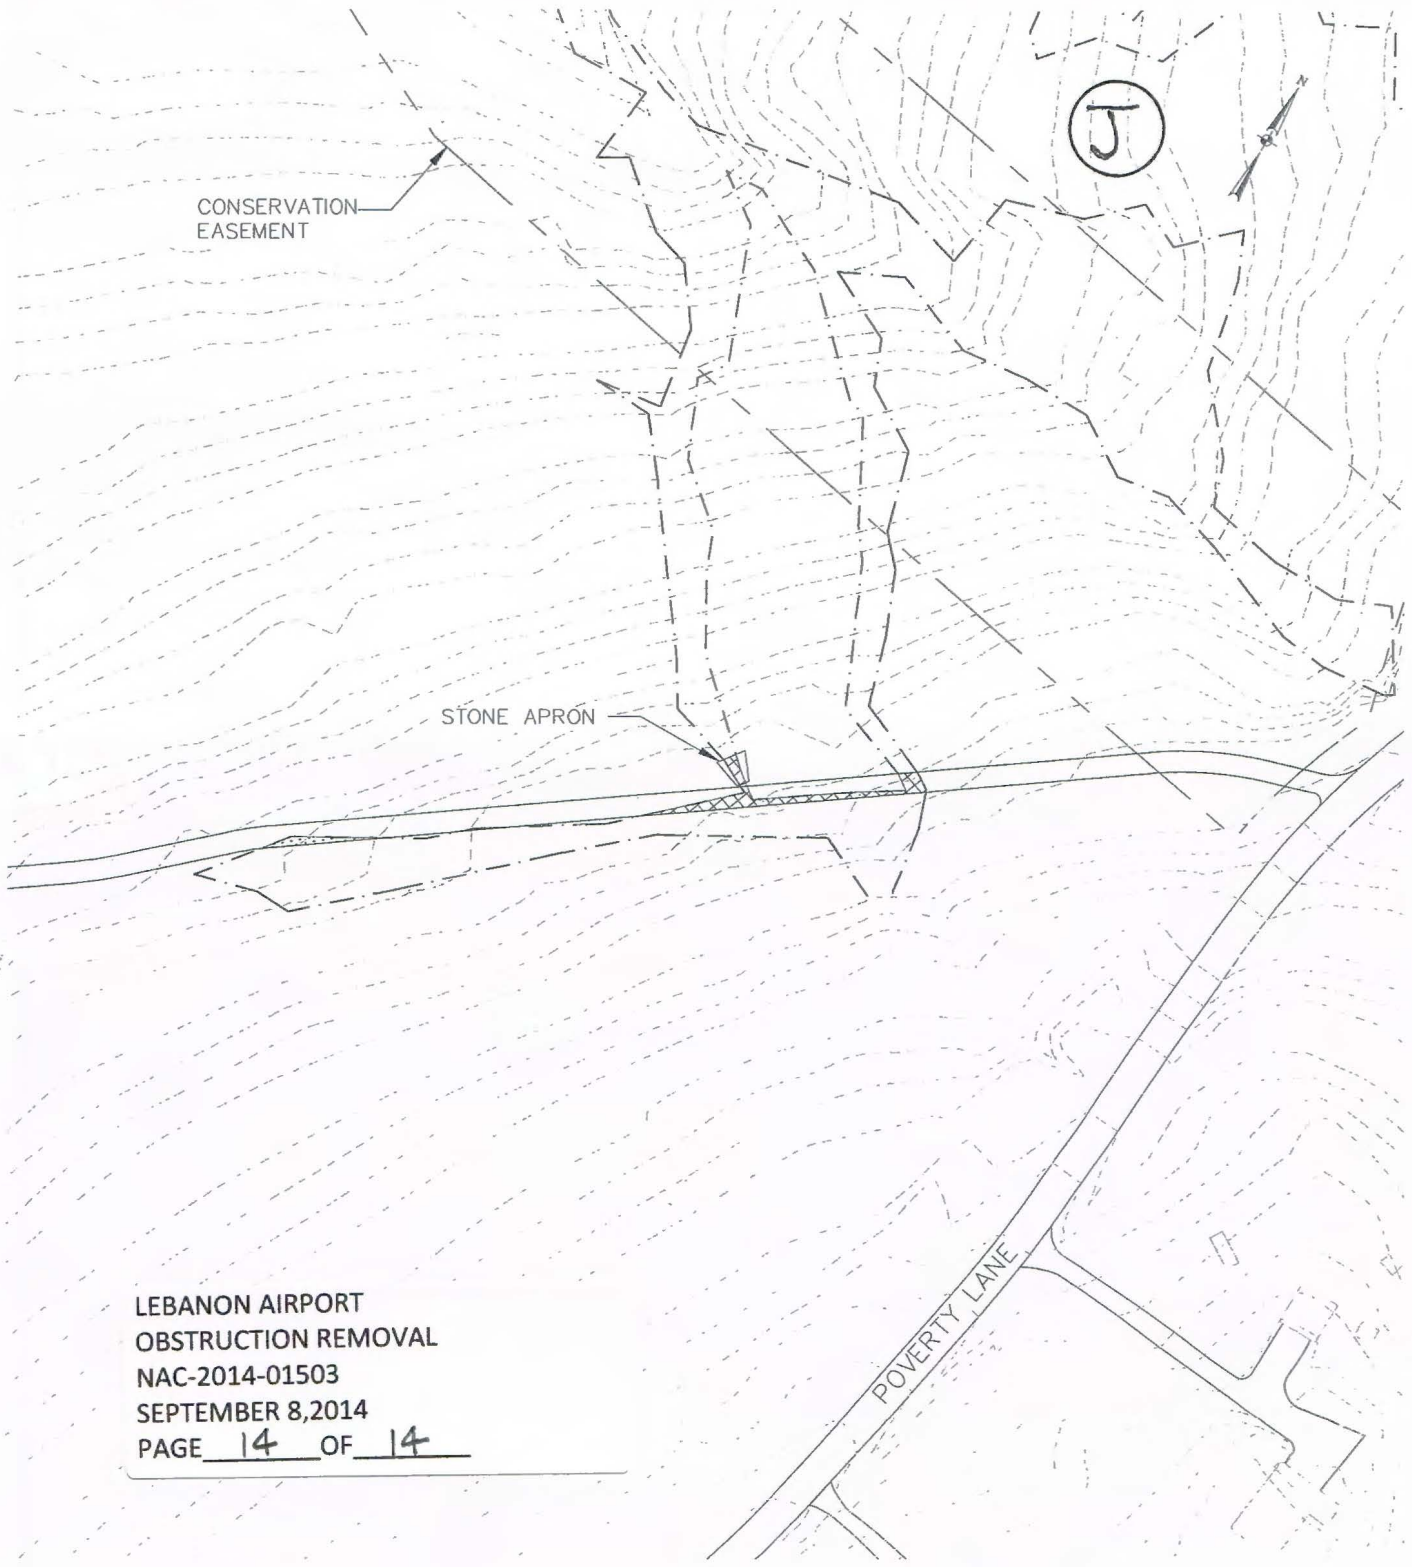 J
N
CONSERVATION
EASEMENT
STONE APRON
POVERTY LANE
LEBANON AIRPORT
OBSTRUCTION REMOVAL
NAC-2014-01503
SEPTEMBER 8,2014
PAGE 14 OF 14